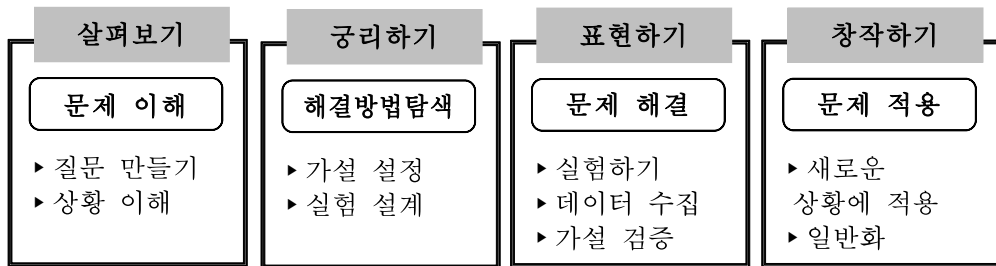 살펴보기
문제 이해
▸ 질문 만들기
▸ 상황 이해
궁리하기
해결방법탐색
▸ 가설 설정
▸ 실험 설계
표현하기
문제 해결
▸ 실험하기
▸ 데이터 수집
▸ 가설 검증
창작하기
문제 적용
▸ 새로운
상황에 적용
▸ 일반화